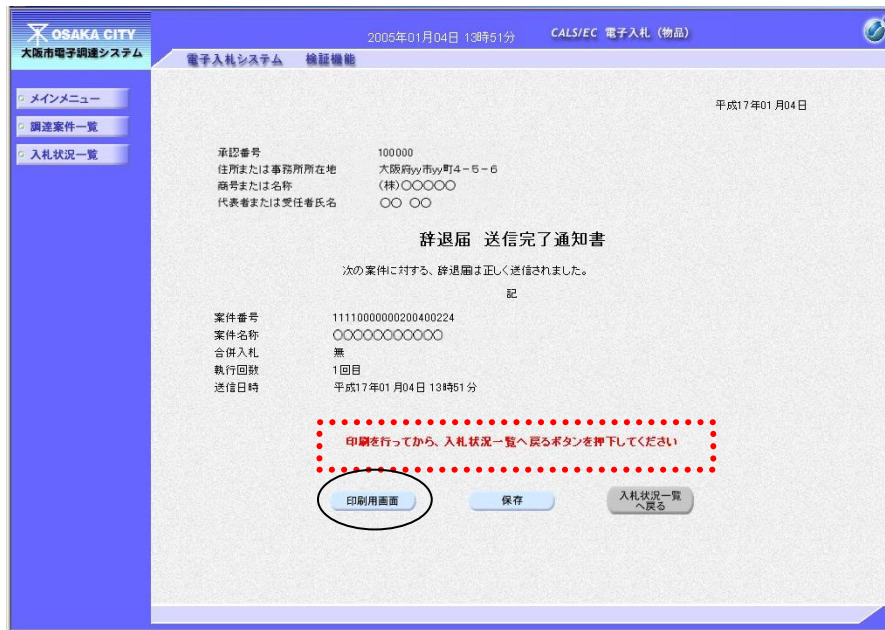 OSAKA CITY
大阪市電子調達システム
2005年01月04日 13時51分
CALS/EC 電子入札(物品)
電子入札システム 検証機能
メインメニュー
調達案件一覧
入札状況一覧
平成17年01月04日
承認番号 100000
住所または事務所所在地 大阪府yy市yy町4-5-6
商号または名称 (株)○○○○○
代表者または受任者氏名 ○○ ○○
辞退届 送信完了通知書
次の案件に対する、辞退届は正しく送信されました。
記
案件番号 11110000000200400224
案件名称 ○○○○○○○○○○○
合併入札 無
執行回数 1回目
送信日時 平成17年01月04日 13時51分
印刷を行ってから、入札状況一覧へ戻るボタンを押下してください
印刷用画面
保存
入札状況一覧
へ戻る